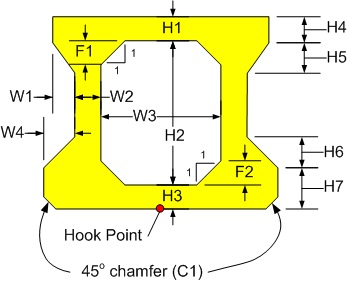 H1
H4
F1
H5
1
1
W1
W2
W3
H2
W4
1
1
F2
H6
H3
H7
Hook Point
45° chamfer (C1)